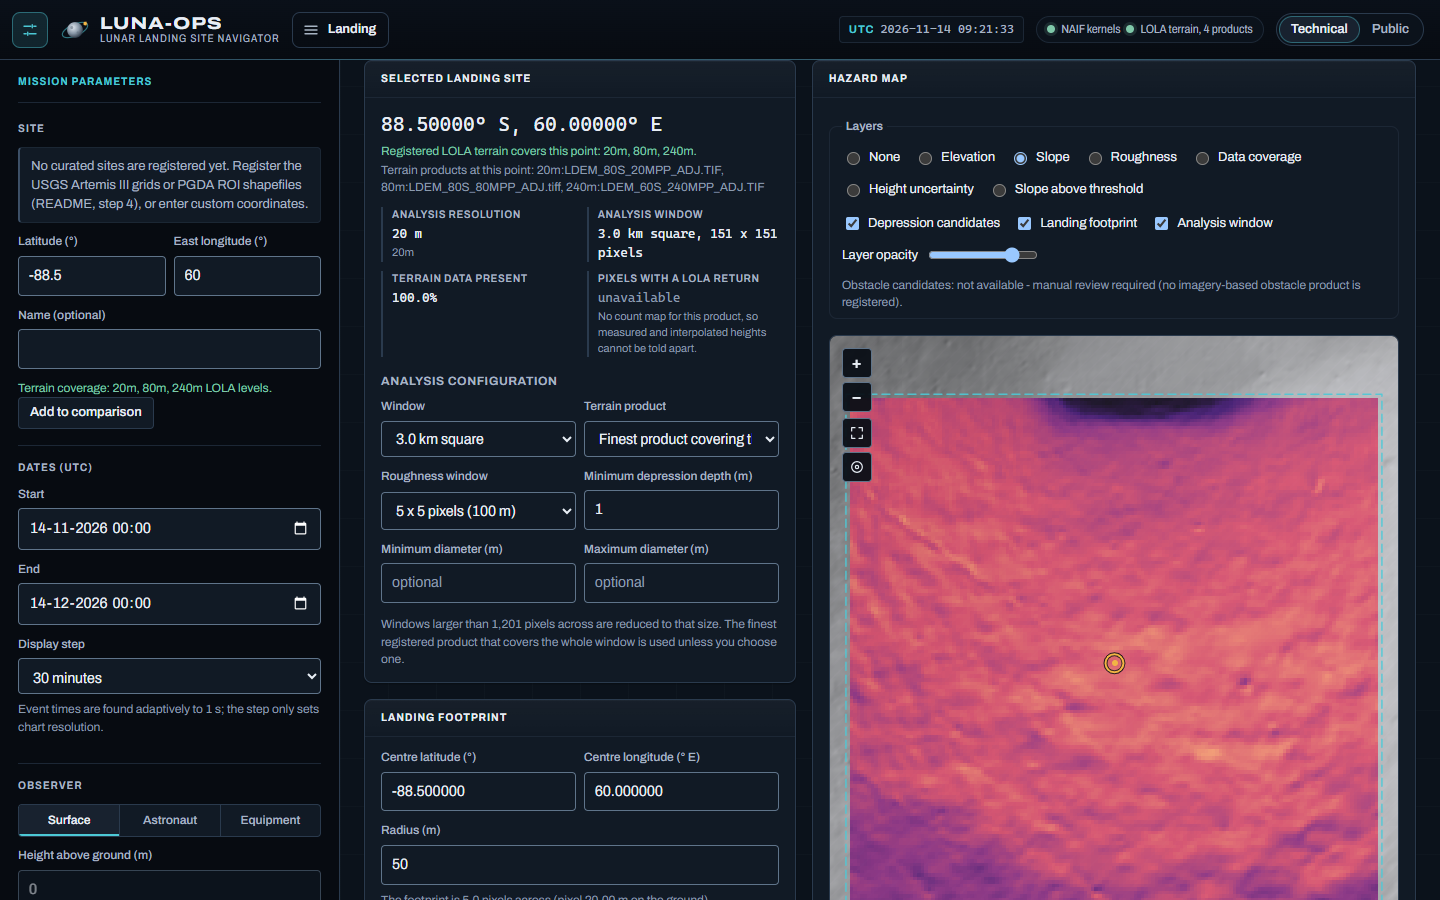 LUNA-OPS
LUNAR LANDING SITE NAVIGATOR
Landing
UTC 2026-11-14 09:21:33
NAIF kernels
LOLA terrain, 4 products
Technical
Public
MISSION PARAMETERS
SITE
No curated sites are registered yet. Register the
USGS Artemis III grids or PGDA ROI shapefiles
(README, step 4), or enter custom coordinates.
Latitude (°)
East longitude (°)
-88.5
60
Name (optional)
Terrain coverage: 20m, 80m, 240m LOLA levels.
Add to comparison
DATES (UTC)
Start
14-11-2026 00:00
End
14-12-2026 00:00
Display step
30 minutes
Event times are found adaptively to 1 s; the step only sets
chart resolution.
OBSERVER
Surface
Astronaut
Equipment
Height above ground (m)
0
SELECTED LANDING SITE
88.50000° S, 60.00000° E
Registered LOLA terrain covers this point: 20m, 80m, 240m.
Terrain products at this point: 20m:LDEM_80S_20MPP_ADJ.TIF,
80m:LDEM_80S_80MPP_ADJ.tiff, 240m:LDEM_60S_240MPP_ADJ.TIF
ANALYSIS RESOLUTION
20 m
20m
ANALYSIS WINDOW
3.0 km square, 151 x 151
pixels
TERRAIN DATA PRESENT
100.0%
PIXELS WITH A LOLA RETURN
unavailable
No count map for this product, so
measured and interpolated heights
cannot be told apart.
ANALYSIS CONFIGURATION
Window
Terrain product
3.0 km square
Finest product covering t
Roughness window
Minimum depression depth (m)
5 x 5 pixels (100 m)
1
Minimum diameter (m)
Maximum diameter (m)
optional
optional
Windows larger than 1,201 pixels across are reduced to that size. The finest
registered product that covers the whole window is used unless you choose
one.
LANDING FOOTPRINT
Centre latitude (°)
Centre longitude (° E)
-88.500000
60.000000
Radius (m)
50
The footprint is 5.0 pixels across (pixel 20.00 m on the ground).
HAZARD MAP
Layers
None
Elevation
Slope
Roughness
Data coverage
Height uncertainty
Slope above threshold
Depression candidates
Landing footprint
Analysis window
Layer opacity
Obstacle candidates: not available - manual review required (no imagery-based obstacle product is
registered).
+
−